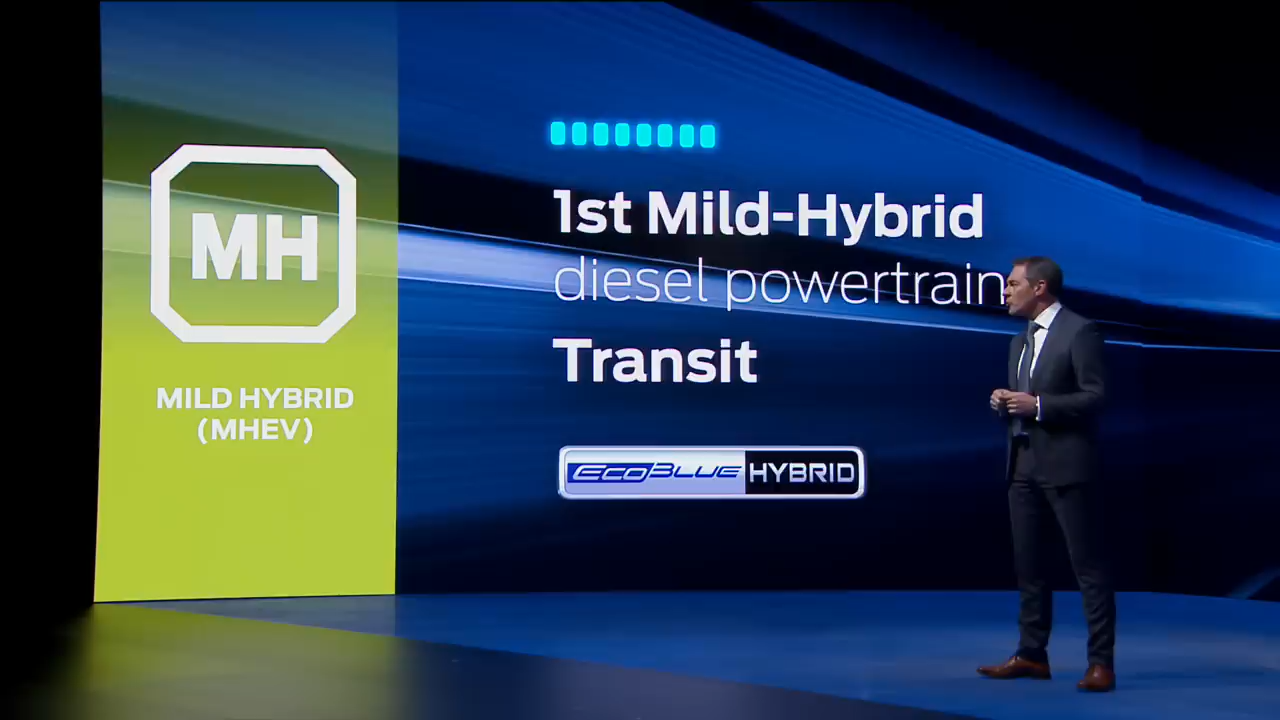 MH
MILD HYBRID
(MHEV)
1st Mild-Hybrid
diesel powertrain
Transit
ECOBLUE HYBRID